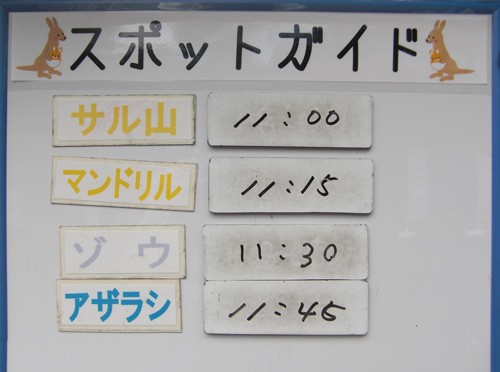 スポットガイド
サル山 11:00
マンドリル 11:15
ゾウ 11:30
アザラシ 11:45